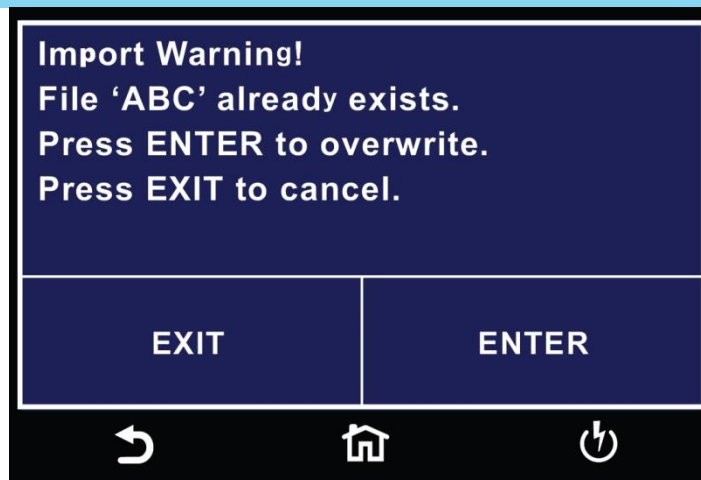 Import Warning!
File ‘ABC’ already exists.
Press ENTER to overwrite.
Press EXIT to cancel.
EXIT
ENTER